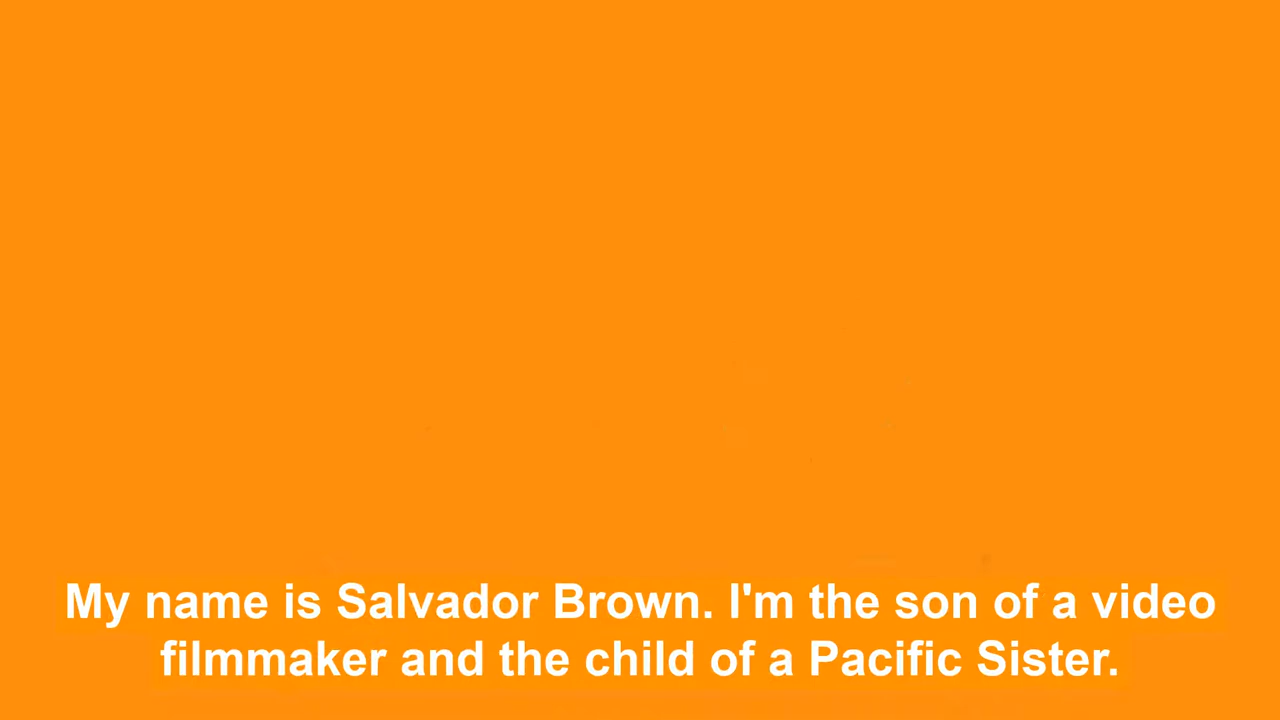 My name is Salvador Brown. I'm the son of a video
filmmaker and the child of a Pacific Sister.